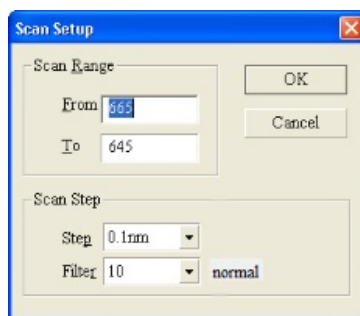 Scan Setup
Scan Range
From 665
To 645
OK
Cancel
Scan Step
Step 0.1nm
Filter 10 normal